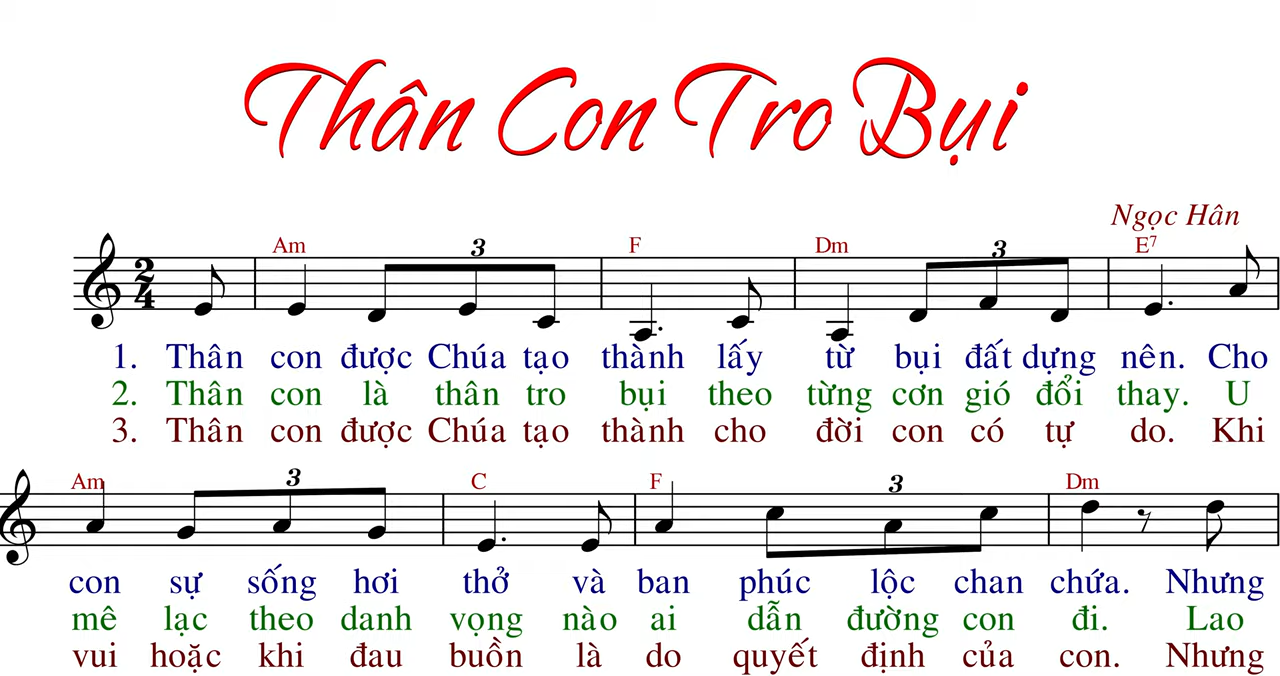 Thân Con Tro Bụi
Ngọc Hân
Am 3 F Dm 3 E7
2
4
1. Thân con được Chúa tạo thành lấy từ bụi đất dựng nên. Cho
2. Thân con là thân tro bụi theo từng cơn gió đổi thay. U
3. Thân con được Chúa tạo thành cho đời con có tự do. Khi
Am 3 C F 3 Dm
con sự sống hơi thở và ban phúc lộc chan chứa. Nhưng
mê lạc theo danh vọng nào ai dẫn đường con đi. Lao
vui hoặc khi đau buồn là do quyết định của con. Nhưng